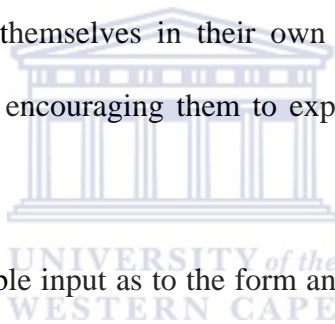 themselves in their own
encouraging them to exp
ble input as to the form an
UNIVERSITY of the
WESTERN CAPE